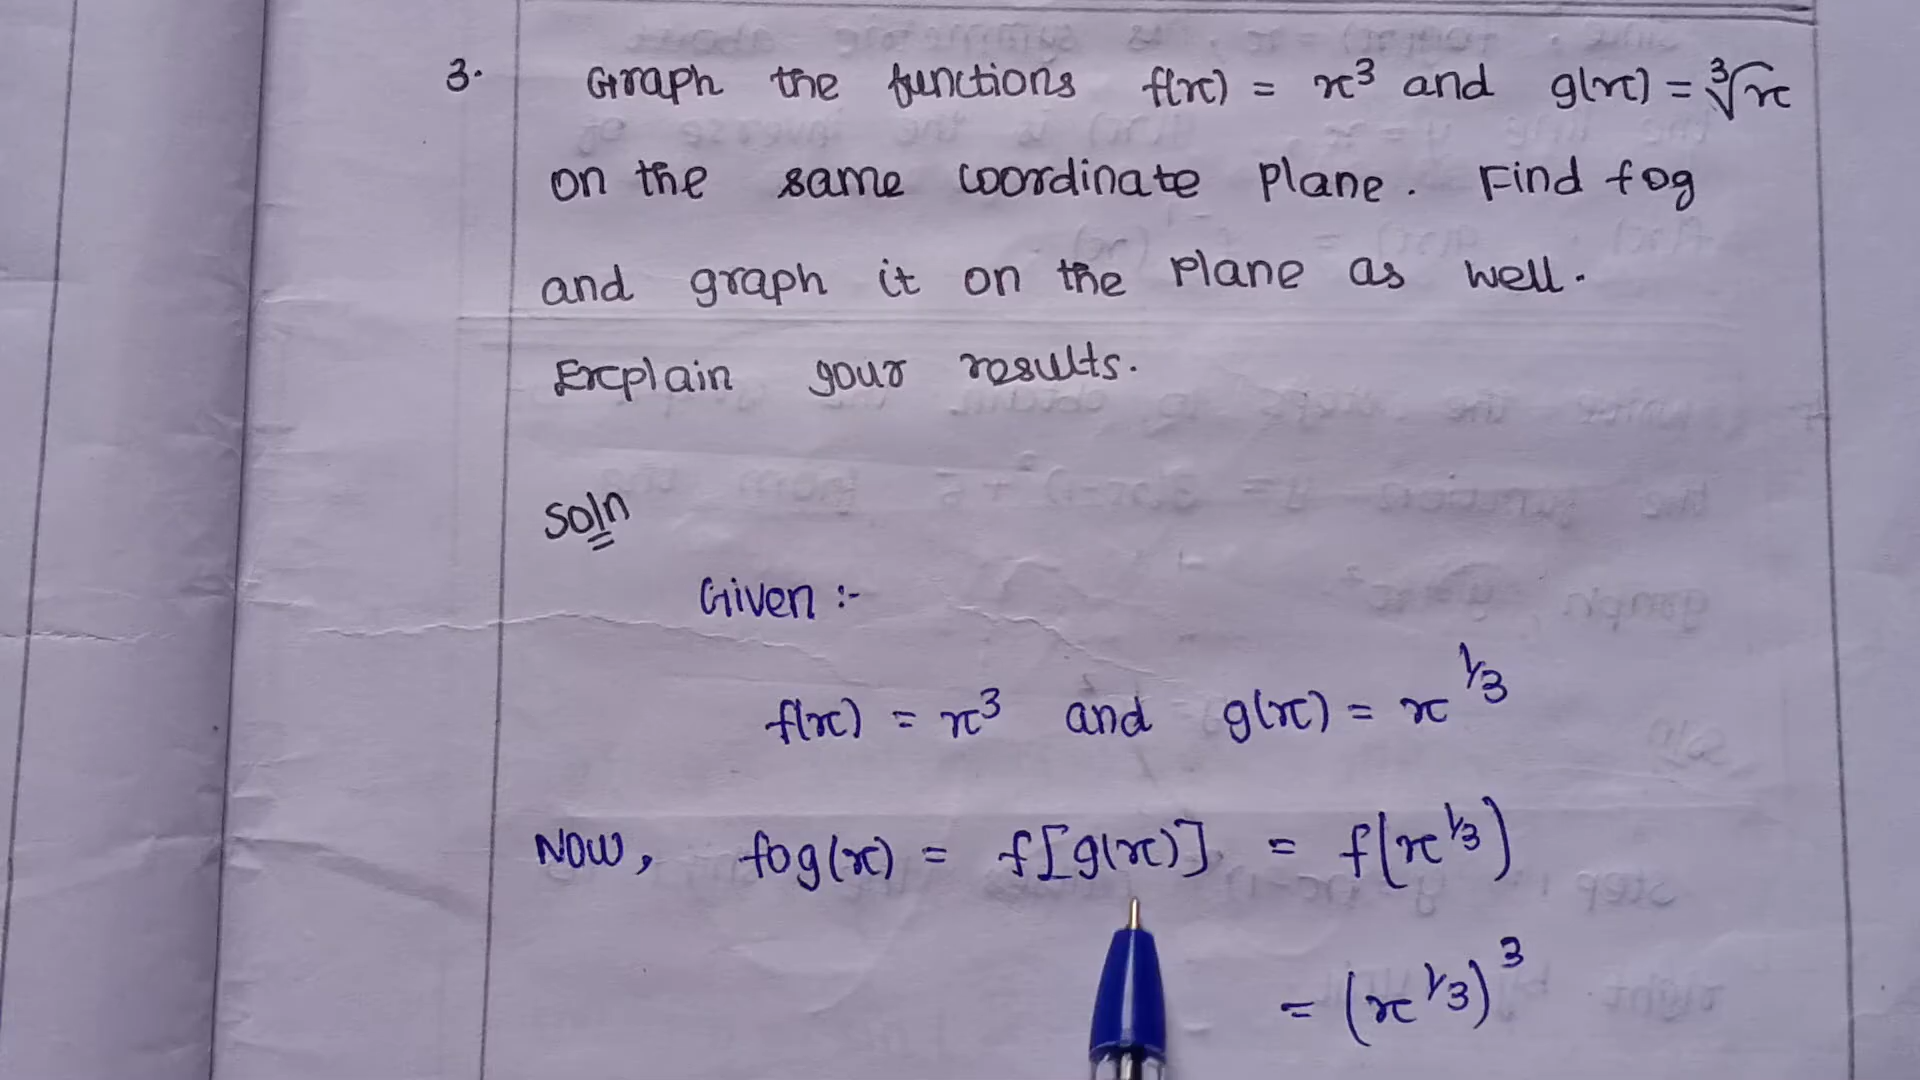 3. Graph the functions f(x) = x³ and g(x) = ∛x
on the same coordinate plane. Find fog
and graph it on the plane as well.
Explain your results.
Soln
Given :-
f(x) = x³ and g(x) = x^1/3
Now, fog(x) = f[g(x)] = f(x^1/3)
= (x^1/3)³